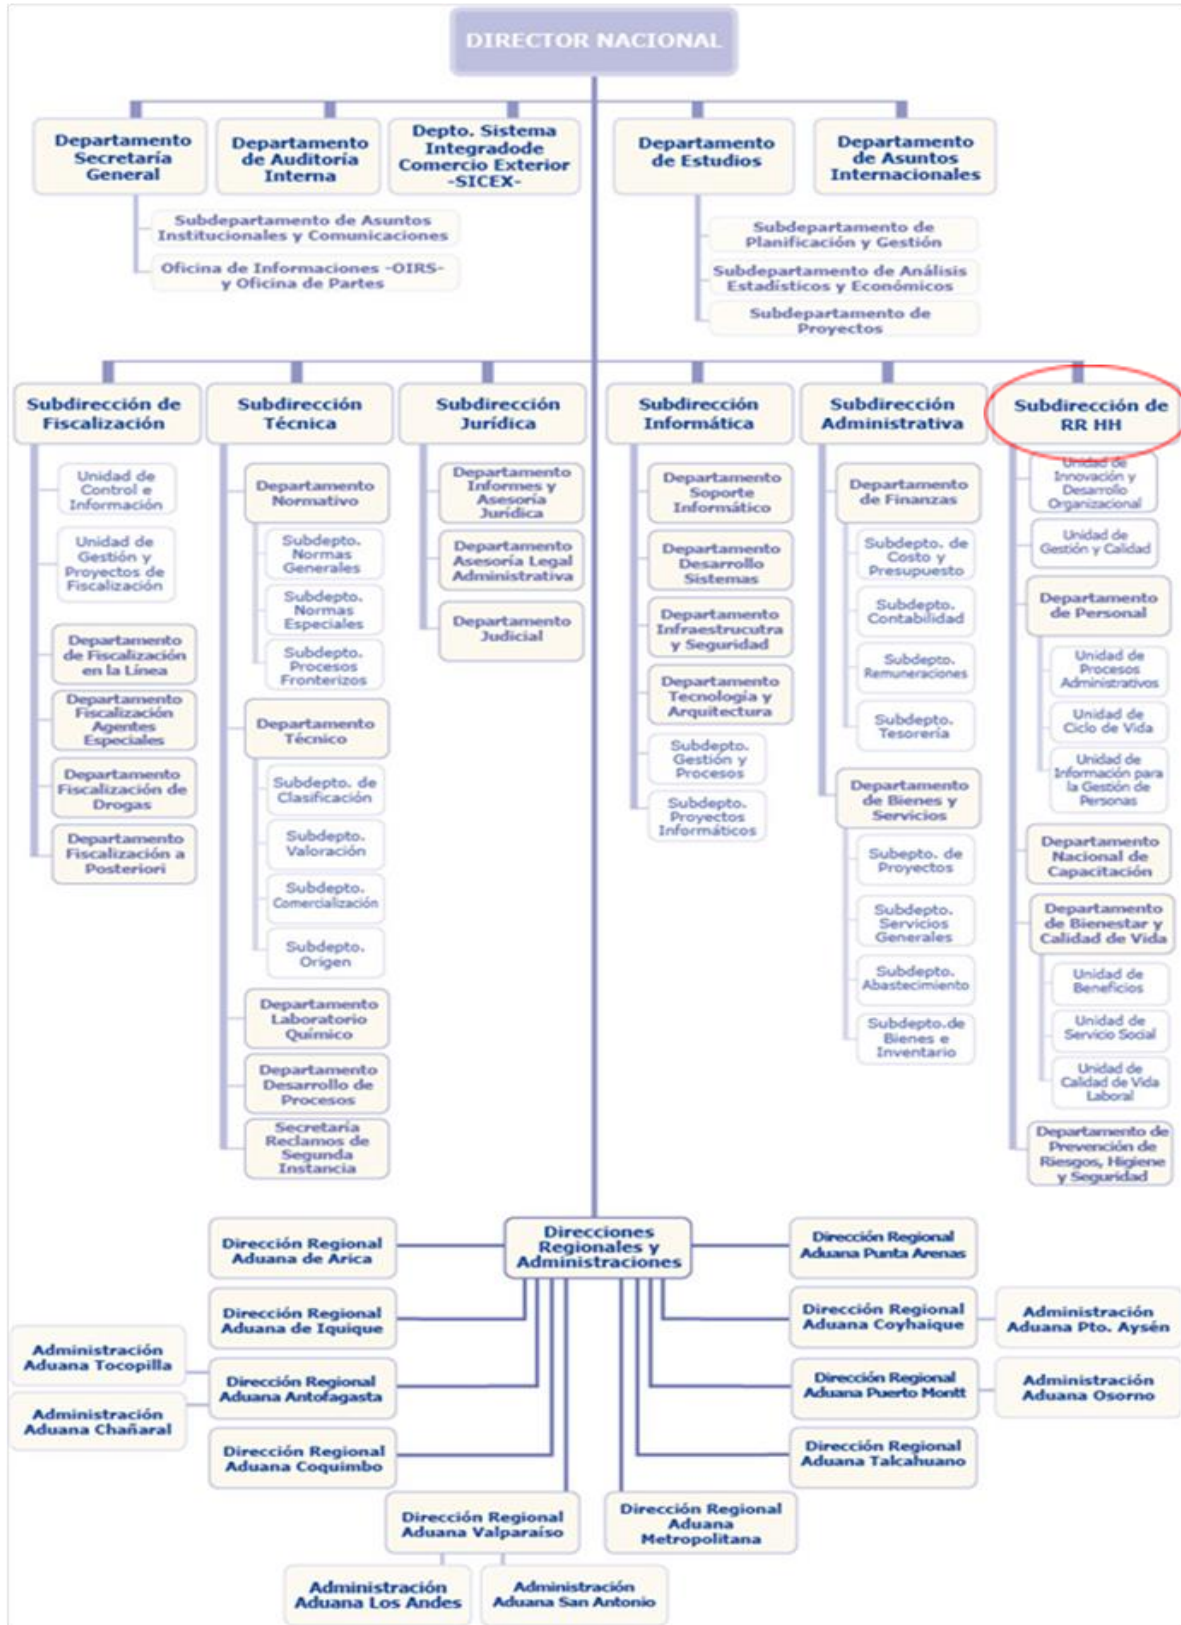 DIRECTOR NACIONAL
Departamento
Secretaría
General
Departamento
de Auditoría
Interna
Depto. Sistema
Integradode
Comercio Exterior
-SICEX-
Departamento
de Estudios
Departamento
de Asuntos
Internacionales
Subdepartamento de Asuntos
Institucionales y Comunicaciones
Oficina de Informaciones -OIRS-
y Oficina de Partes
Subdepartamento de
Planificación y Gestión
Subdepartamento de Análisis
Estadísticos y Económicos
Subdepartamento de
Proyectos
Subdirección de
Fiscalización
Unidad de
Control e
Información
Unidad de
Gestión y
Proyectos de
Fiscalización
Departamento
de Fiscalización
en la Línea
Departamento
Fiscalización
Agentes
Especiales
Departamento
Fiscalización de
Drogas
Departamento
Fiscalización a
Posteriori
Subdirección
Técnica
Departamento
Normativo
Subdepto.
Normas
Generales
Subdepto.
Normas
Especiales
Subdepto.
Procesos
Fronterizos
Departamento
Técnico
Subdepto. de
Clasificación
Subdepto.
Valoración
Subdepto.
Comercialización
Subdepto.
Origen
Departamento
Laboratorio
Químico
Departamento
Desarrollo de
Procesos
Secretaría
Reclamos de
Segunda
Instancia
Subdirección
Jurídica
Departamento
Informes y
Asesoría
Jurídica
Departamento
Asesoría Legal
Administrativa
Departamento
Judicial
Subdirección
Informática
Departamento
Soporte
Informático
Departamento
Desarrollo
Sistemas
Departamento
Infraestrucutra
y Seguridad
Departamento
Tecnología y
Arquitectura
Subdepto.
Gestión y
Procesos
Subdepto.
Proyectos
Informáticos
Subdirección
Administrativa
Departamento
de Finanzas
Subdepto. de
Costo y
Presupuesto
Subdepto.
Contabilidad
Subdepto.
Remuneraciones
Subdepto.
Tesorería
Departamento
de Bienes y
Servicios
Subepto. de
Proyectos
Subdepto.
Servicios
Generales
Subdepto.
Abastecimiento
Subdepto.de
Bienes e
Inventario
Subdirección de
RR HH
Unidad de
Innovación y
Desarrollo
Organizacional
Unidad de
Gestión y Calidad
Departamento
de Personal
Unidad de
Procesos
Administrativos
Unidad de
Ciclo de Vida
Unidad de
Información para
la Gestión de
Personas
Departamento
Nacional de
Capacitación
Departamento
de Bienestar y
Calidad de Vida
Unidad de
Beneficios
Unidad de
Servicio Social
Unidad de
Calidad de Vida
Laboral
Departamento de
Prevención de
Riesgos, Higiene
y Seguridad
Direcciones
Regionales y
Administraciones
Dirección Regional
Aduana de Arica
Dirección Regional
Aduana Punta Arenas
Dirección Regional
Aduana de Iquique
Dirección Regional
Aduana Coyhaique
Administración
Aduana Pto. Aysén
Administración
Aduana Tocopilla
Dirección Regional
Aduana Antofagasta
Administración
Aduana Chañaral
Dirección Regional
Aduana Puerto Montt
Administración
Aduana Osorno
Dirección Regional
Aduana Coquimbo
Dirección Regional
Aduana Talcahuano
Dirección Regional
Aduana Valparaíso
Dirección Regional
Aduana
Metropolitana
Administración
Aduana Los Andes
Administración
Aduana San Antonio